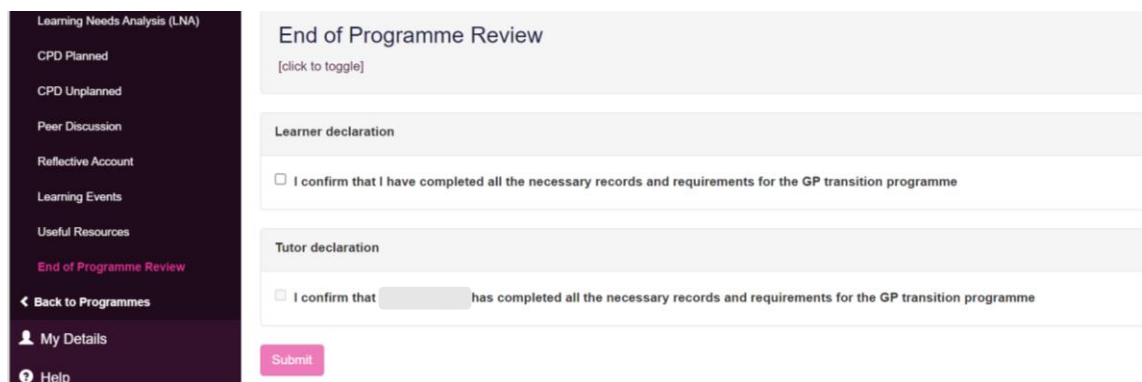 Learning Needs Analysis (LNA)
CPD Planned
CPD Unplanned
Peer Discussion
Reflective Account
Learning Events
Useful Resources
End of Programme Review
Back to Programmes
My Details
Help
End of Programme Review
[click to toggle]
Learner declaration
I confirm that I have completed all the necessary records and requirements for the GP transition programme
Tutor declaration
I confirm that has completed all the necessary records and requirements for the GP transition programme
Submit